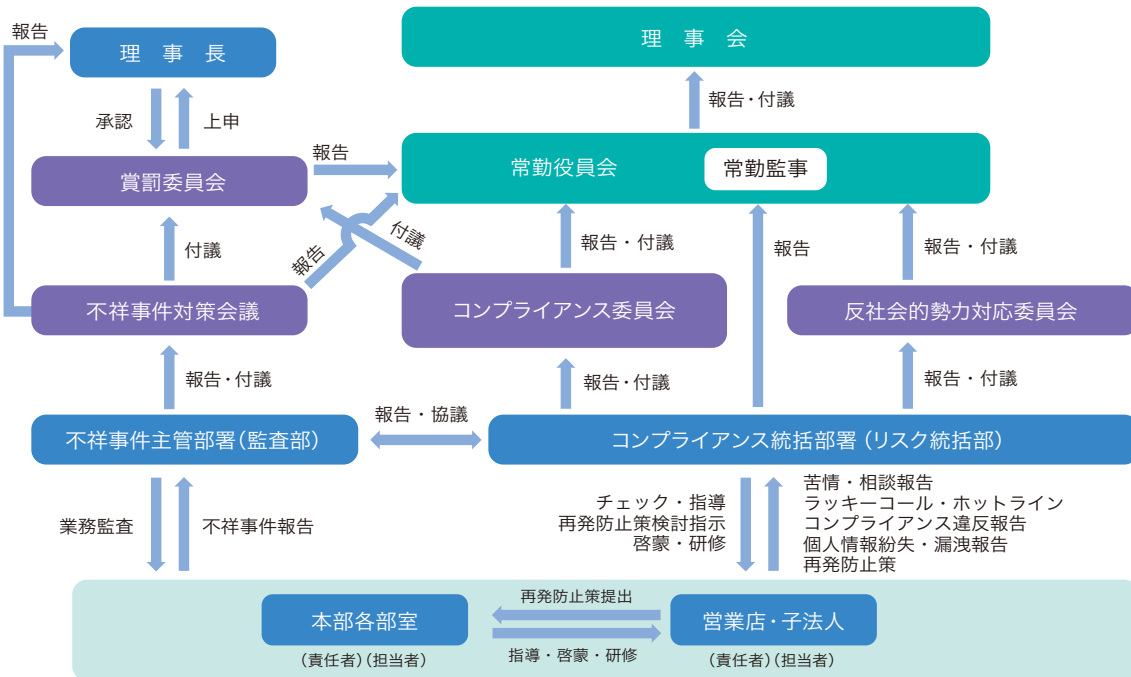 報告
理事長
理事会
承認
上申
報告・付議
賞罰委員会
報告
常勤役員会
常勤監事
付議
報告
付議
報告・付議
報告
報告・付議
不祥事件対策会議
コンプライアンス委員会
反社会的勢力対応委員会
報告・付議
報告・付議
報告・付議
不祥事件主管部署(監査部)
報告・協議
コンプライアンス統括部署(リスク統括部)
業務監査
不祥事件報告
チェック・指導
再発防止策検討指示
啓蒙・研修
苦情・相談報告
ラッキーコール・ホットライン
コンプライアンス違反報告
個人情報紛失・漏洩報告
再発防止策
本部各部室
(責任者)(担当者)
再発防止策提出
指導・啓蒙・研修
営業店・子法人
(責任者)(担当者)